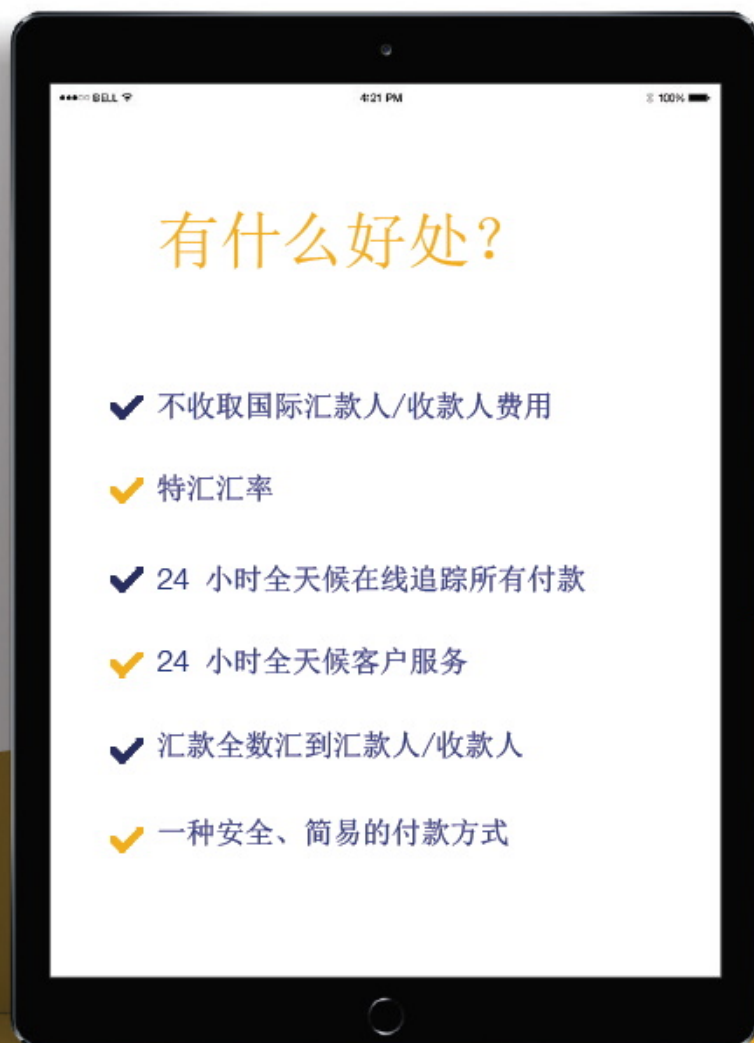 BELL 4:21 PM 100%
有什么好处?
不收取国际汇款人/收款人费用
特汇汇率
24 小时全天候在线追踪所有付款
24 小时全天候客户服务
汇款全数汇到汇款人/收款人
一种安全、简易的付款方式